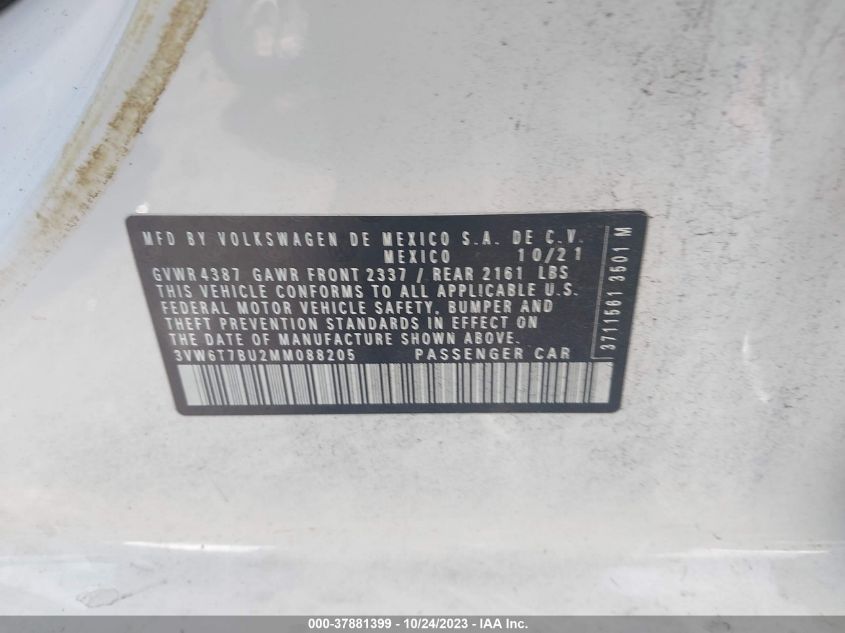 MFD BY VOLKSWAGEN DE MEXICO S.A. DE C.V.
MEXICO 10/21
GVWR 4387 GAWR FRONT 2337 / REAR 2161 LBS
THIS VEHICLE CONFORMS TO ALL APPLICABLE U.S.
FEDERAL MOTOR VEHICLE SAFETY, BUMPER AND
THEFT PREVENTION STANDARDS IN EFFECT ON
THE DATE OF MANUFACTURE SHOWN ABOVE.
3VW6T7BU2MM088205 PASSENGER CAR
3711561 3501 M
000-37881399 - 10/24/2023 - IAA Inc.